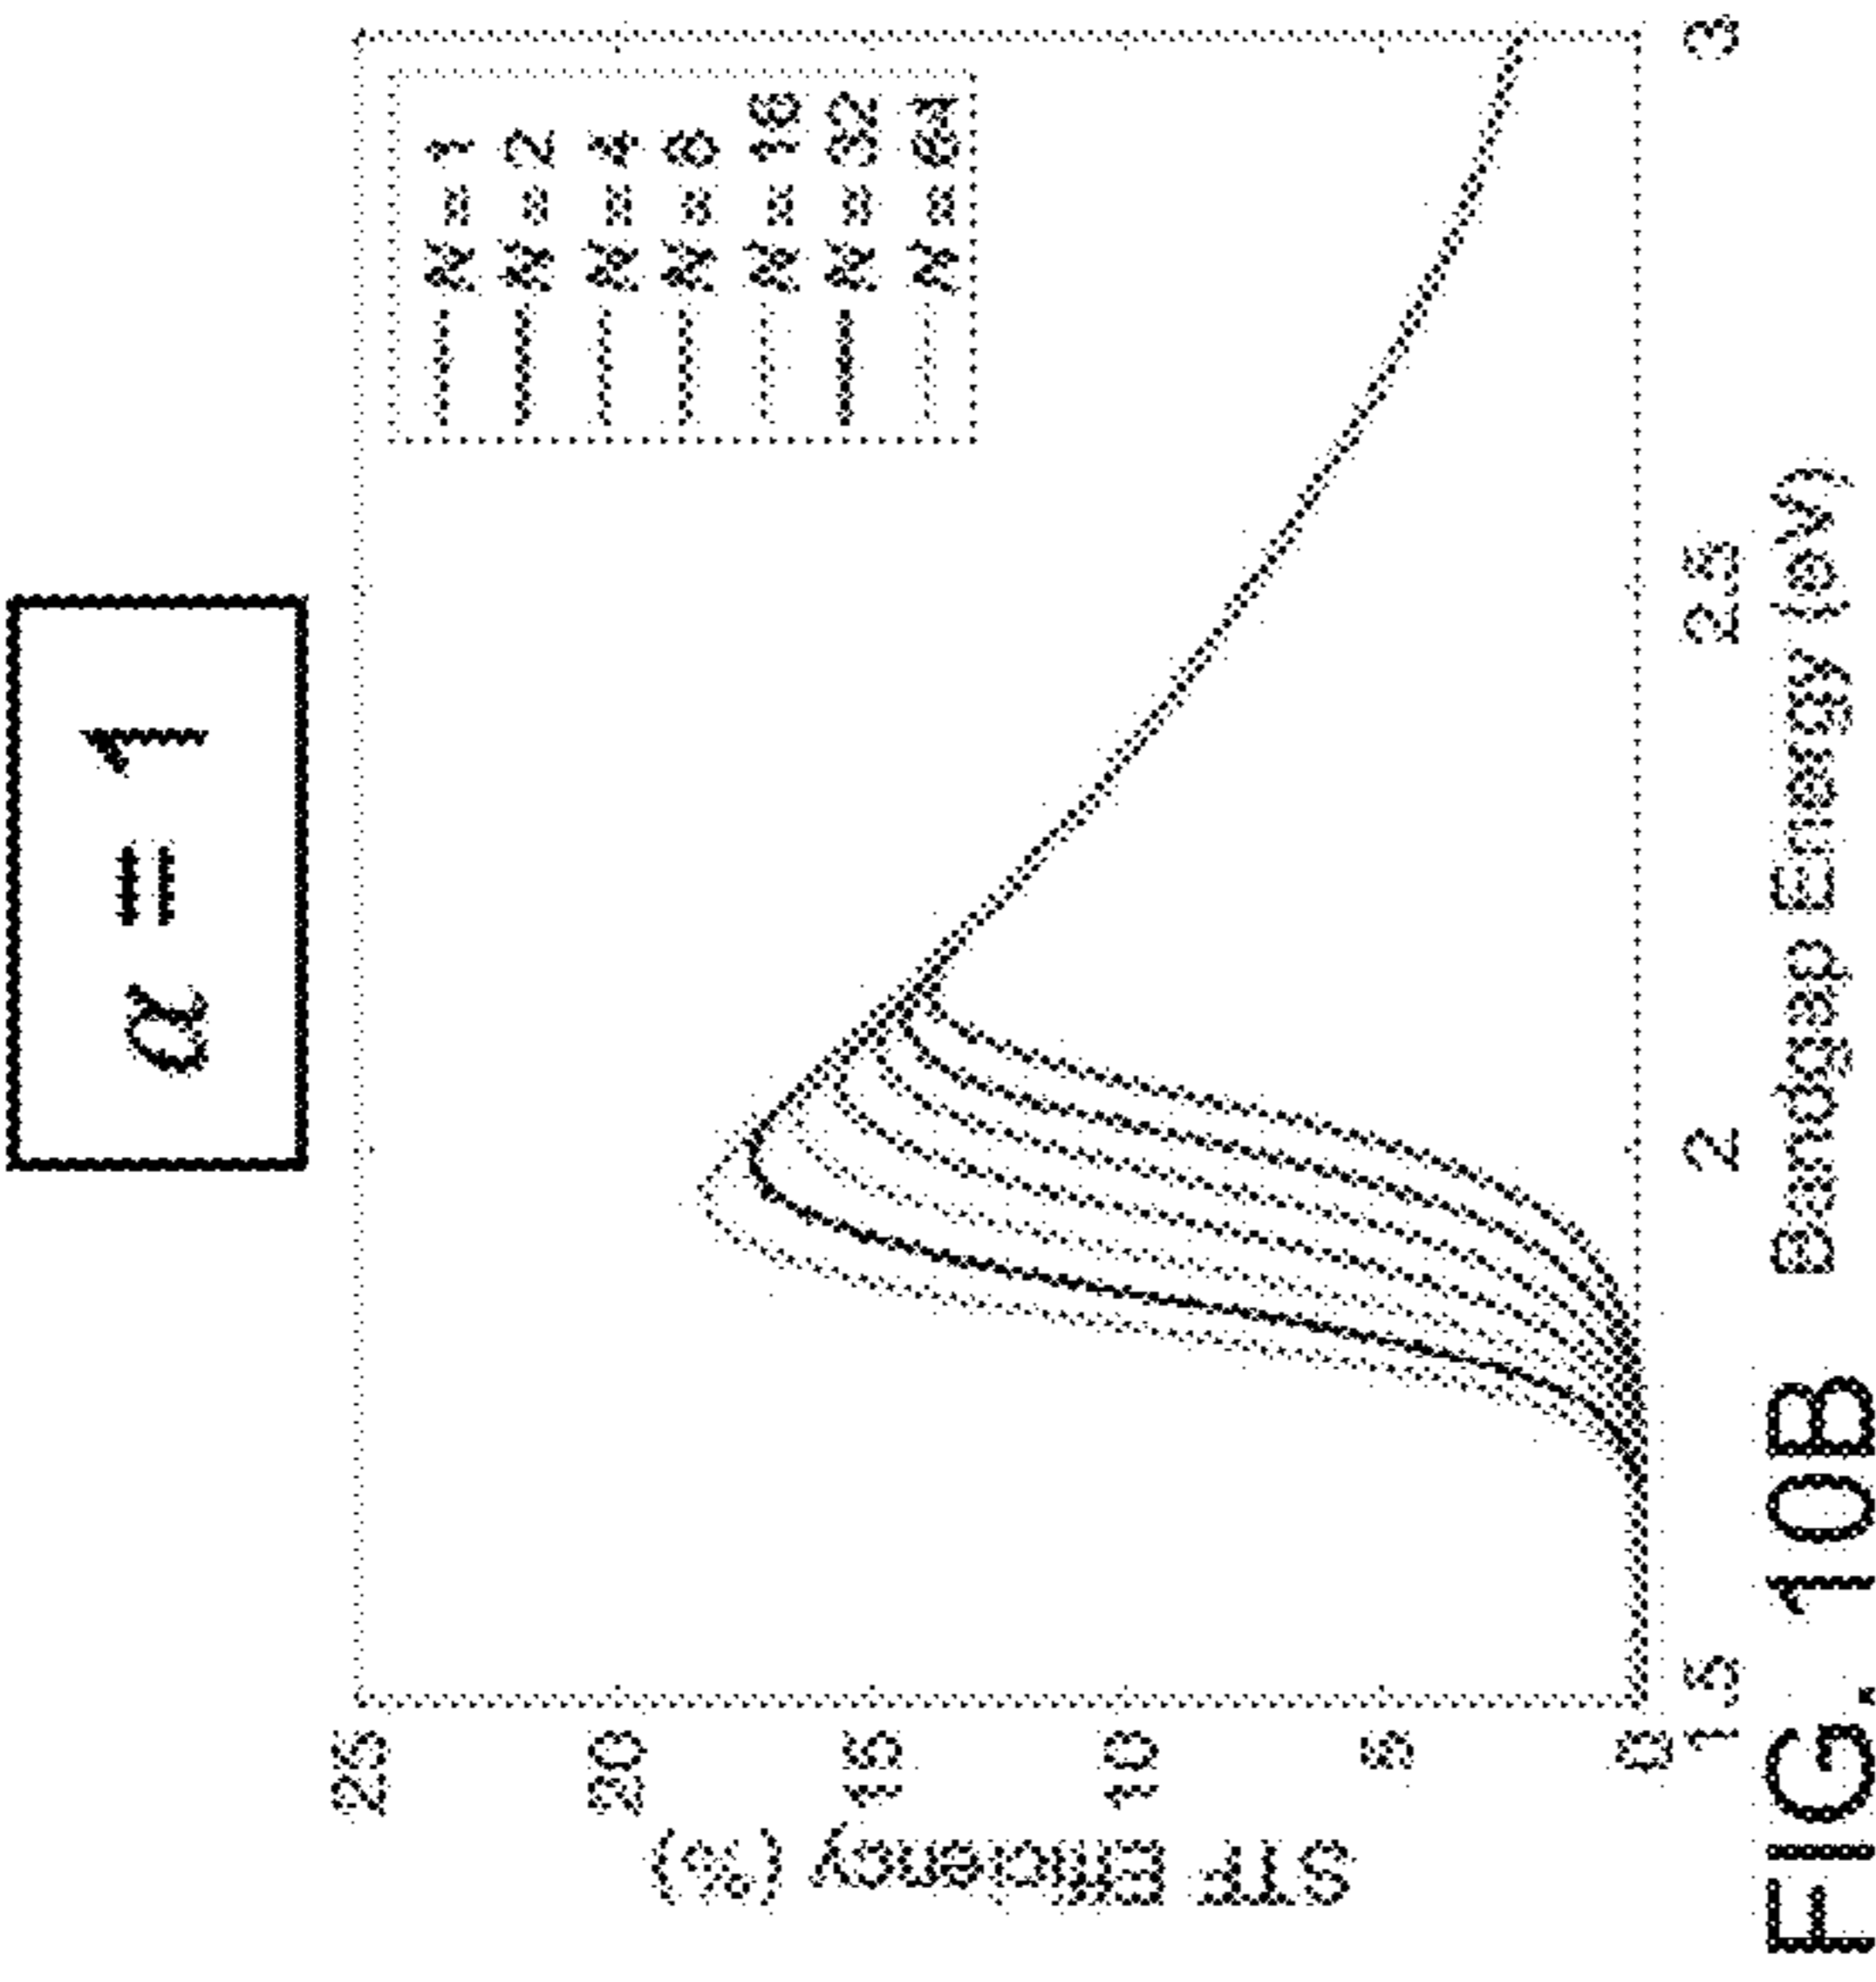 α = 1
N = 1
N = 2
N = 4
N = 8
N = 16
N = 32
N = 64
25
20
15
10
5
0
STF Efficiency (%)
1.5
2
2.5
3
Bandgap Energy (eV)
FIG. 10B